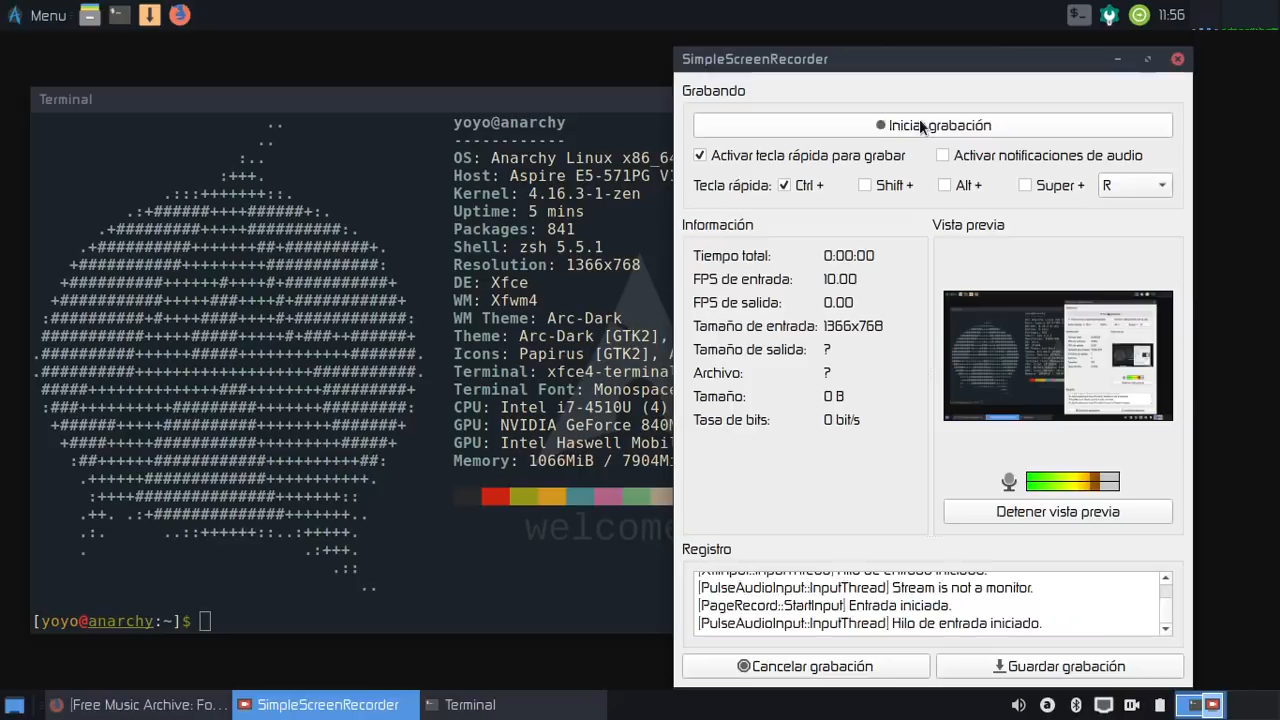 Menu
11:56
Terminal
yoyo@anarchy
------------
OS: Anarchy Linux x86_64
Host: Aspire E5-571PG V1
Kernel: 4.16.3-1-zen
Uptime: 5 mins
Packages: 841
Shell: zsh 5.5.1
Resolution: 1366x768
DE: Xfce
WM: Xfwm4
WM Theme: Arc-Dark
Theme: Arc-Dark [GTK2],
Icons: Papirus [GTK2],
Terminal: xfce4-terminal
Terminal Font: Monospace
CPU: Intel i7-4510U (4)
GPU: NVIDIA GeForce 840M
GPU: Intel Haswell Mobil
Memory: 1066MiB / 7904Mi
welcome
[yoyo@anarchy:~]$
SimpleScreenRecorder
Grabando
Iniciar grabación
Activar tecla rápida para grabar
Activar notificaciones de audio
Tecla rápida: Ctrl + Shift + Alt + Super + R
Información
Tiempo total: 0:00:00
FPS de entrada: 10.00
FPS de salida: 0.00
Tamaño de entrada: 1366x768
Tamaño de salida: ?
Archivo: ?
Tamaño: 0 B
Tasa de bits: 0 bit/s
Vista previa
Detener vista previa
Registro
[PulseAudioInput::InputThread] Stream is not a monitor.
[PageRecord::StartInput] Entrada iniciada.
[PulseAudioInput::InputThread] Hilo de entrada iniciado.
Cancelar grabación
Guardar grabación
[Free Music Archive: Fo...
SimpleScreenRecorder
Terminal